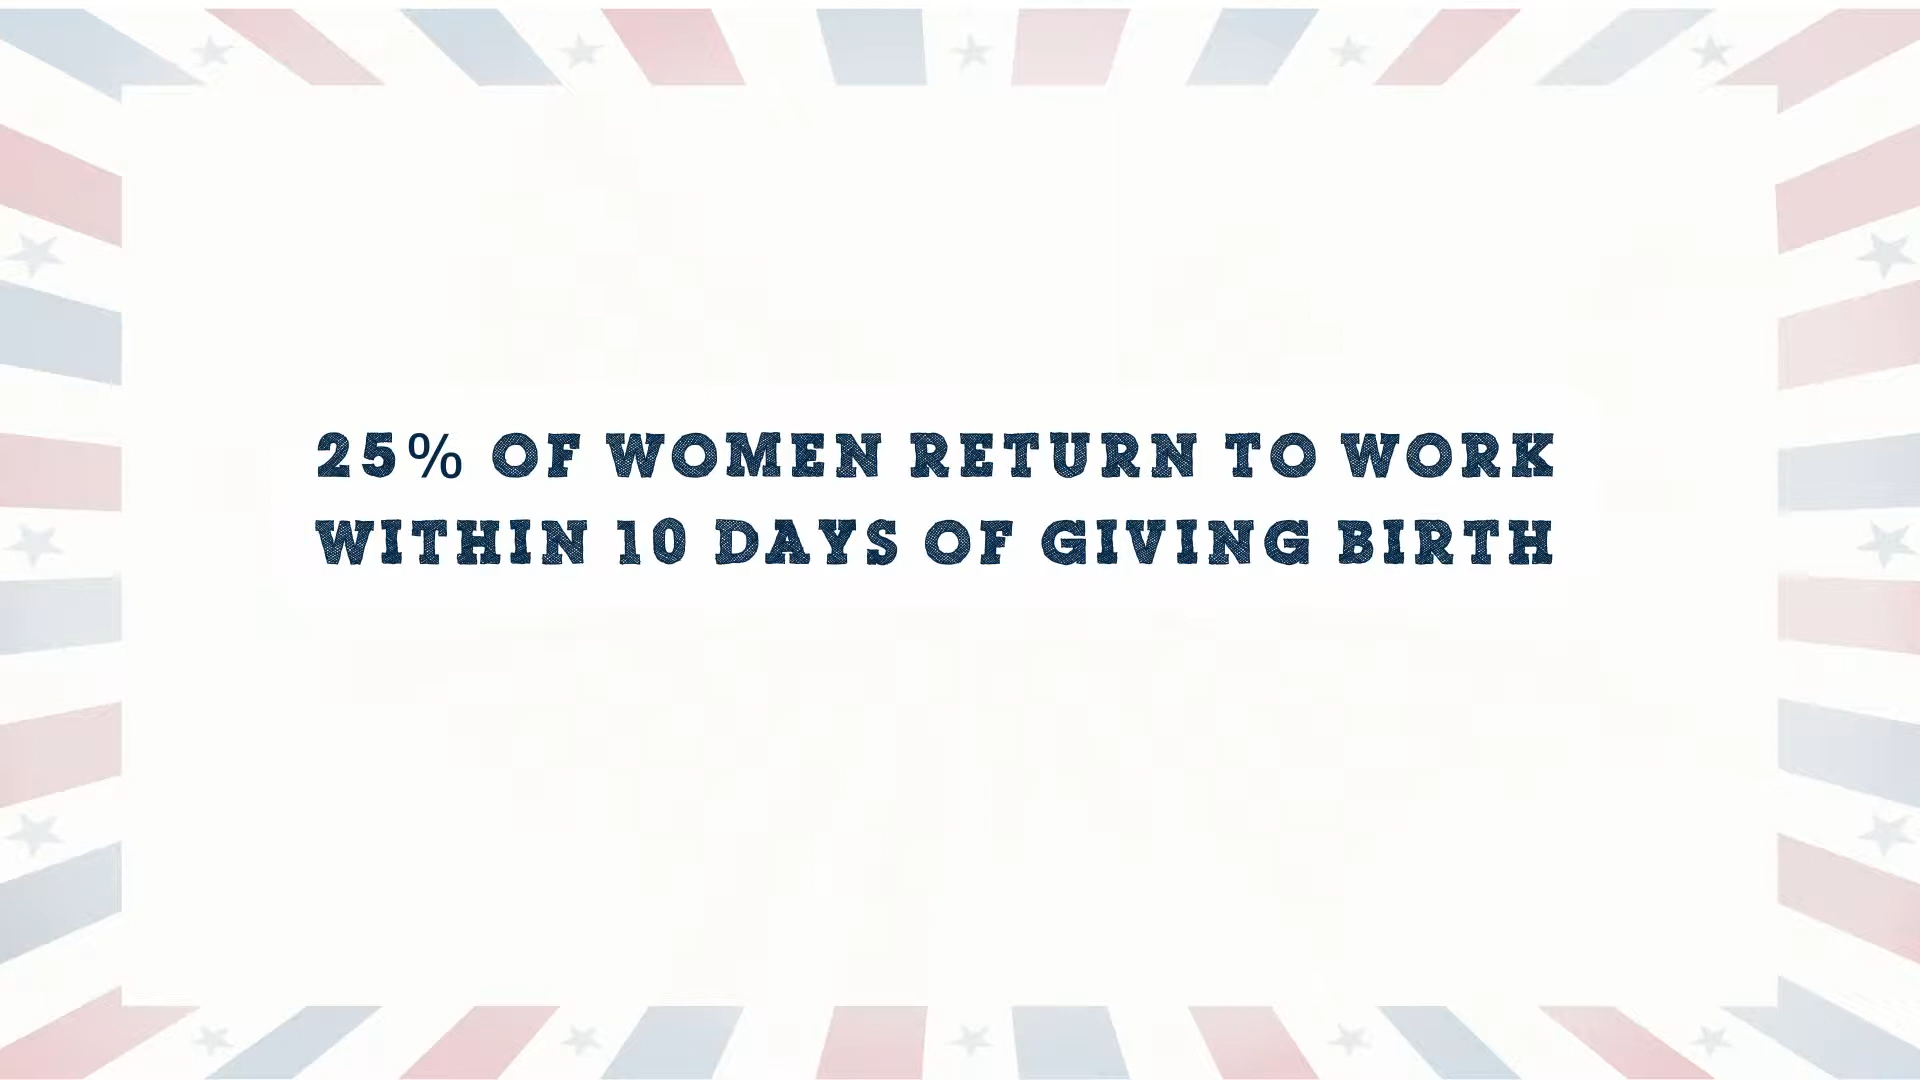 25% OF WOMEN RETURN TO WORK
WITHIN 10 DAYS OF GIVING BIRTH